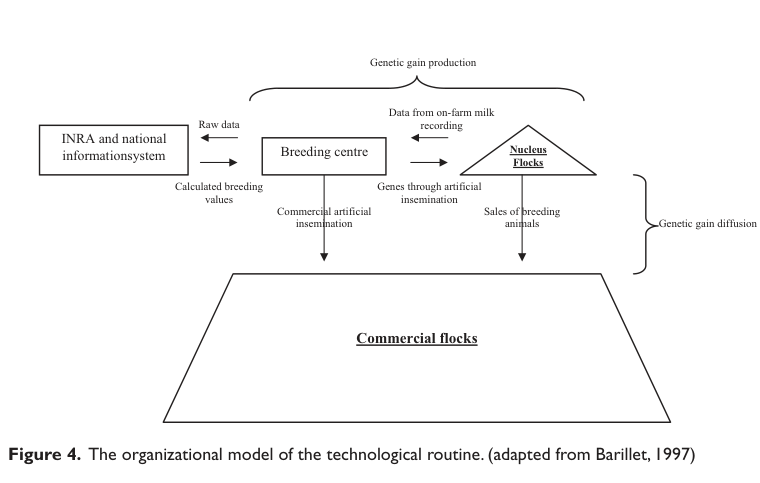 Genetic gain production
Raw data
Data from on-farm milk
recording
INRA and national
informationsystem
Breeding centre
Nucleus
Flocks
Calculated breeding
values
Genes through artificial
insemination
Commercial artificial
insemination
Sales of breeding
animals
Genetic gain diffusion
Commercial flocks
Figure 4. The organizational model of the technological routine. (adapted from Barillet, 1997)